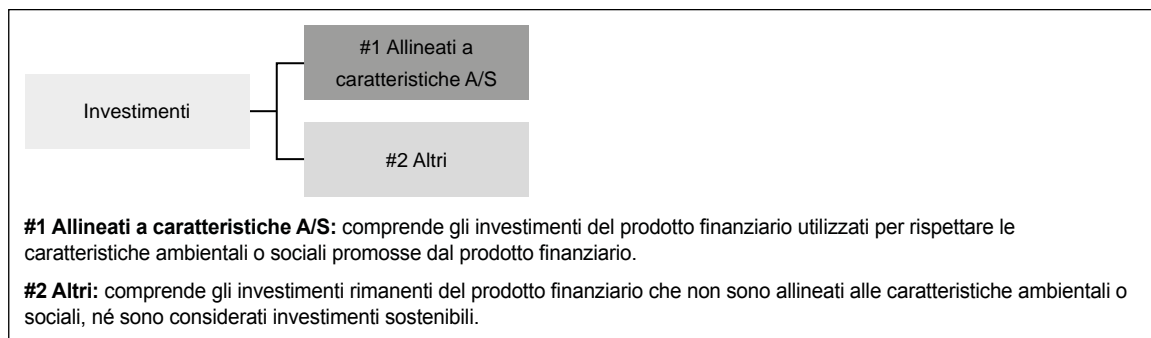 #1 Allineati a
caratteristiche A/S
Investimenti
#2 Altri
#1 Allineati a caratteristiche A/S: comprende gli investimenti del prodotto finanziario utilizzati per rispettare le
caratteristiche ambientali o sociali promosse dal prodotto finanziario.
#2 Altri: comprende gli investimenti rimanenti del prodotto finanziario che non sono allineati alle caratteristiche ambientali o
sociali, né sono considerati investimenti sostenibili.